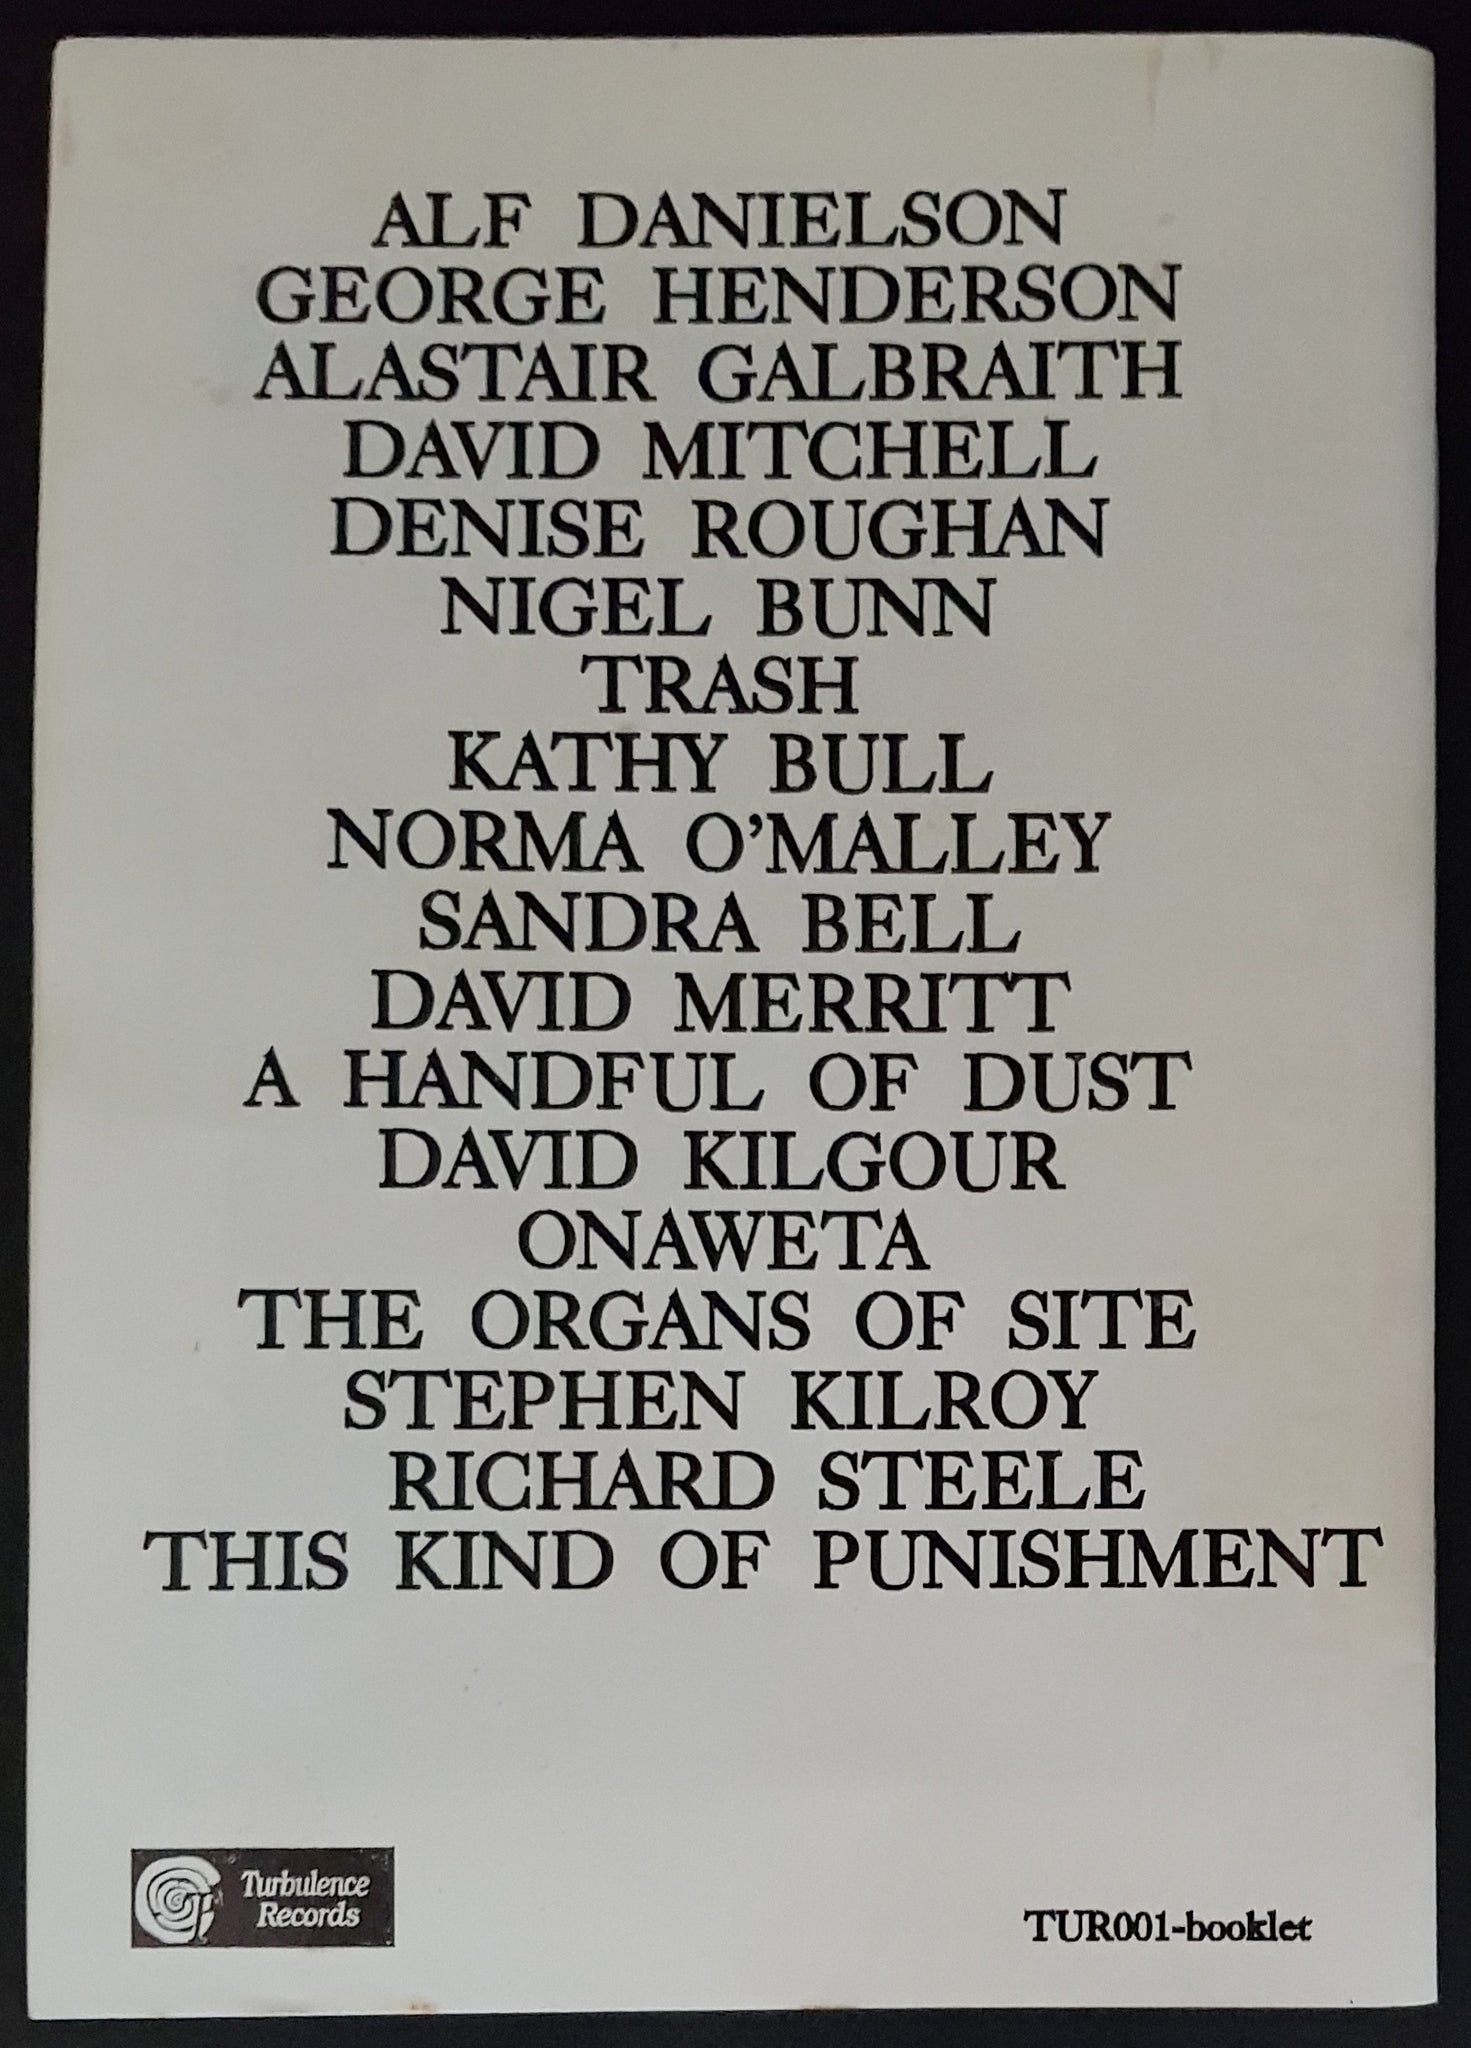 ALF DANIELSON
GEORGE HENDERSON
ALASTAIR GALBRAITH
DAVID MITCHELL
DENISE ROUGHAN
NIGEL BUNN
TRASH
KATHY BULL
NORMA O'MALLEY
SANDRA BELL
DAVID MERRITT
A HANDFUL OF DUST
DAVID KILGOUR
ONAWETA
THE ORGANS OF SITE
STEPHEN KILROY
RICHARD STEELE
THIS KIND OF PUNISHMENT
Turbulence
Records
TUR001-booklet